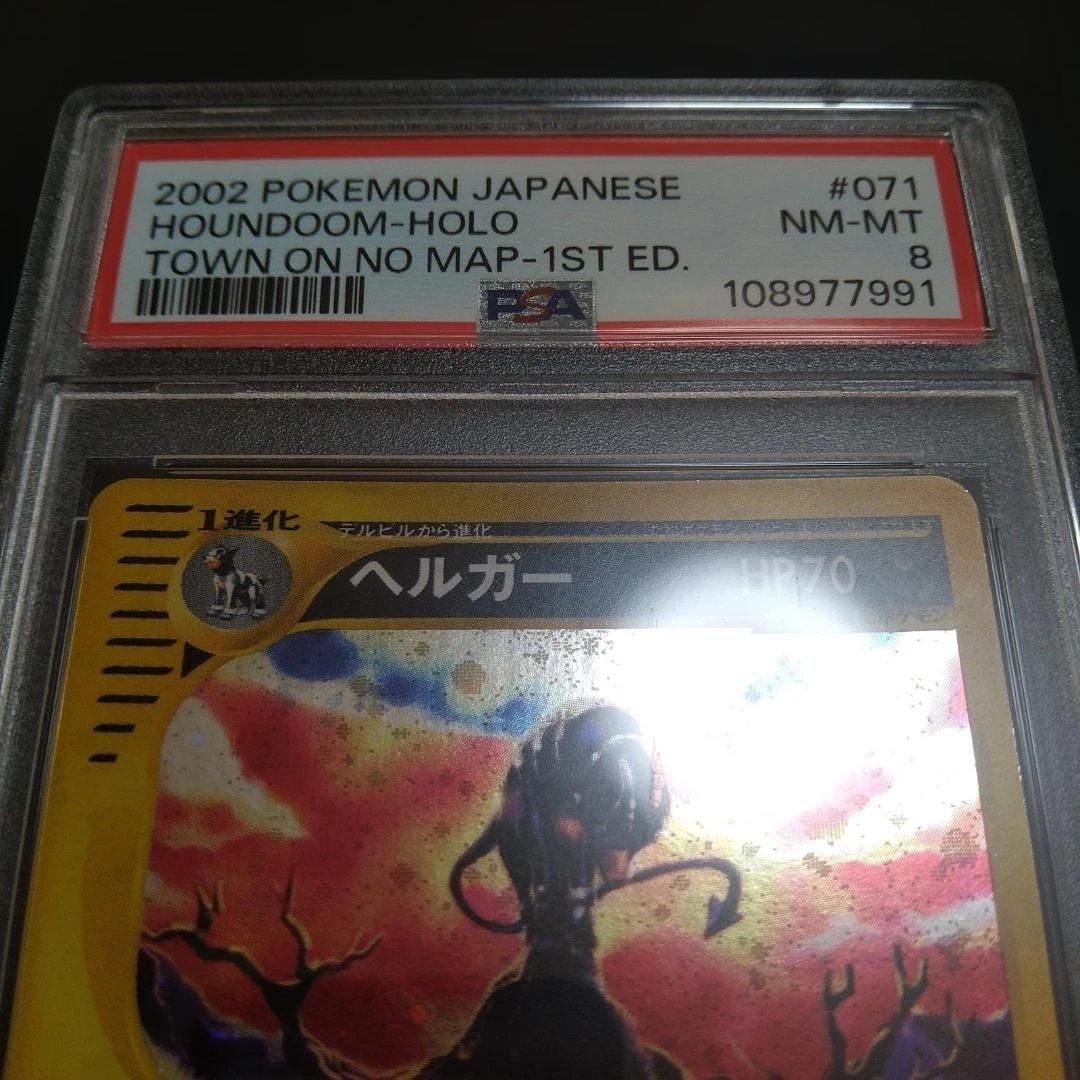 2002 POKEMON JAPANESE #071
HOUNDOOM-HOLO NM-MT
TOWN ON NO MAP-1ST ED. 8
PSA 108977991
1進化 デルビルから進化
ヘルガー HP70